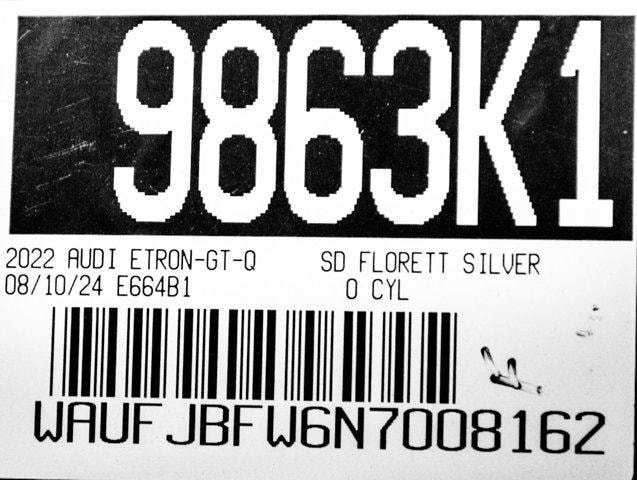 9863K1
2022 AUDI ETRON-GT-Q SD FLORETT SILVER
08/10/24 E664B1 0 CYL
WAUFJBFW6N7008162